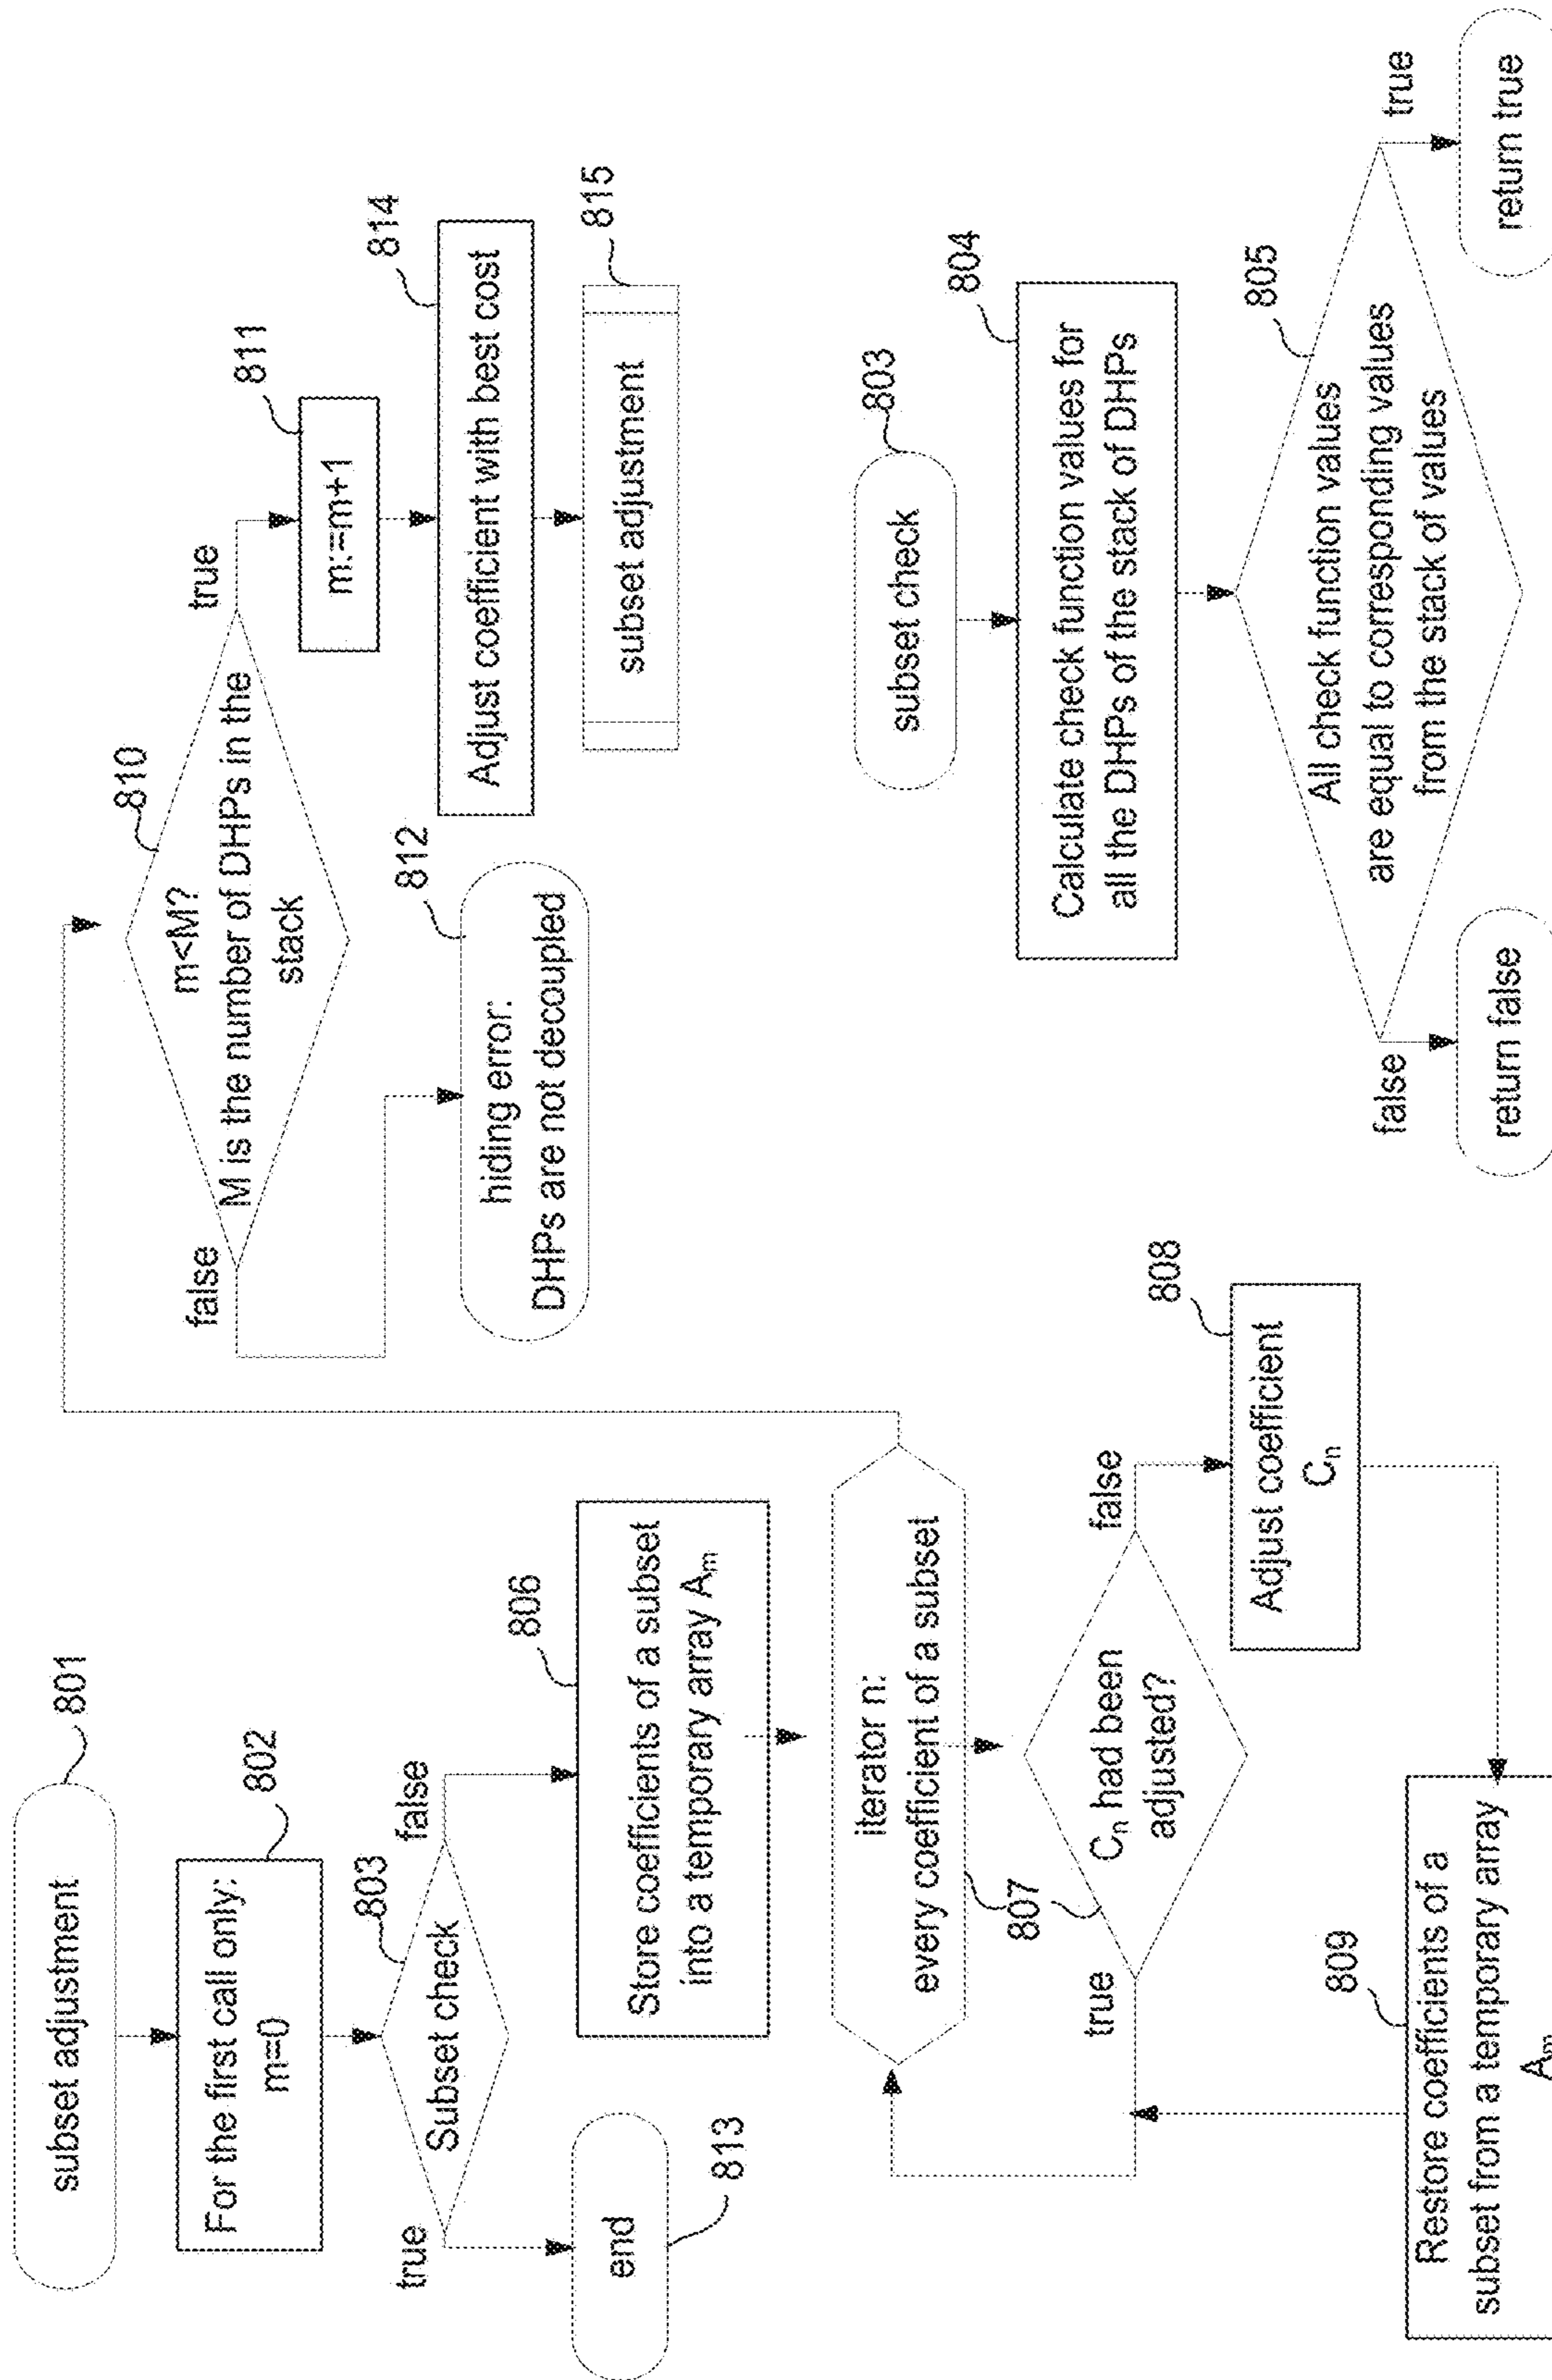 subset adjustment
801
For the first call only:
m=0
802
803
Subset check
true
false
end
813
806
Store coefficients of a subset
into a temporary array Am
iterator n:
every coefficient of a subset
807
Cn had been
adjusted?
true
false
808
Adjust coefficient
Cn
809
Restore coefficients of a
subset from a temporary array
Am
810
m<M?
M is the number of DHPs in the
stack
false
true
812
hiding error:
DHPs are not decoupled
811
m:=m+1
814
Adjust coefficient with best cost
815
subset adjustment
803
subset check
804
Calculate check function values for
all the DHPs of the stack of DHPs
805
All check function values
are equal to corresponding values
from the stack of values
false
true
return false
return true